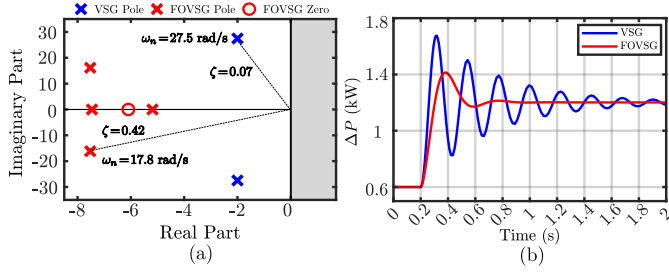 VSG Pole FOVSG Pole FOVSG Zero
Imaginary Part
30
20
10
0
-10
-20
-30
ωn=27.5 rad/s
ζ=0.07
ζ=0.42
ωn=17.8 rad/s
-8 -6 -4 -2 0
Real Part
(a)
ΔP (kW)
1.8
1.4
1.2
0.6
VSG
FOVSG
0 0.2 0.4 0.6 0.8 1 1.2 1.4 1.6 1.8 2
Time (s)
(b)